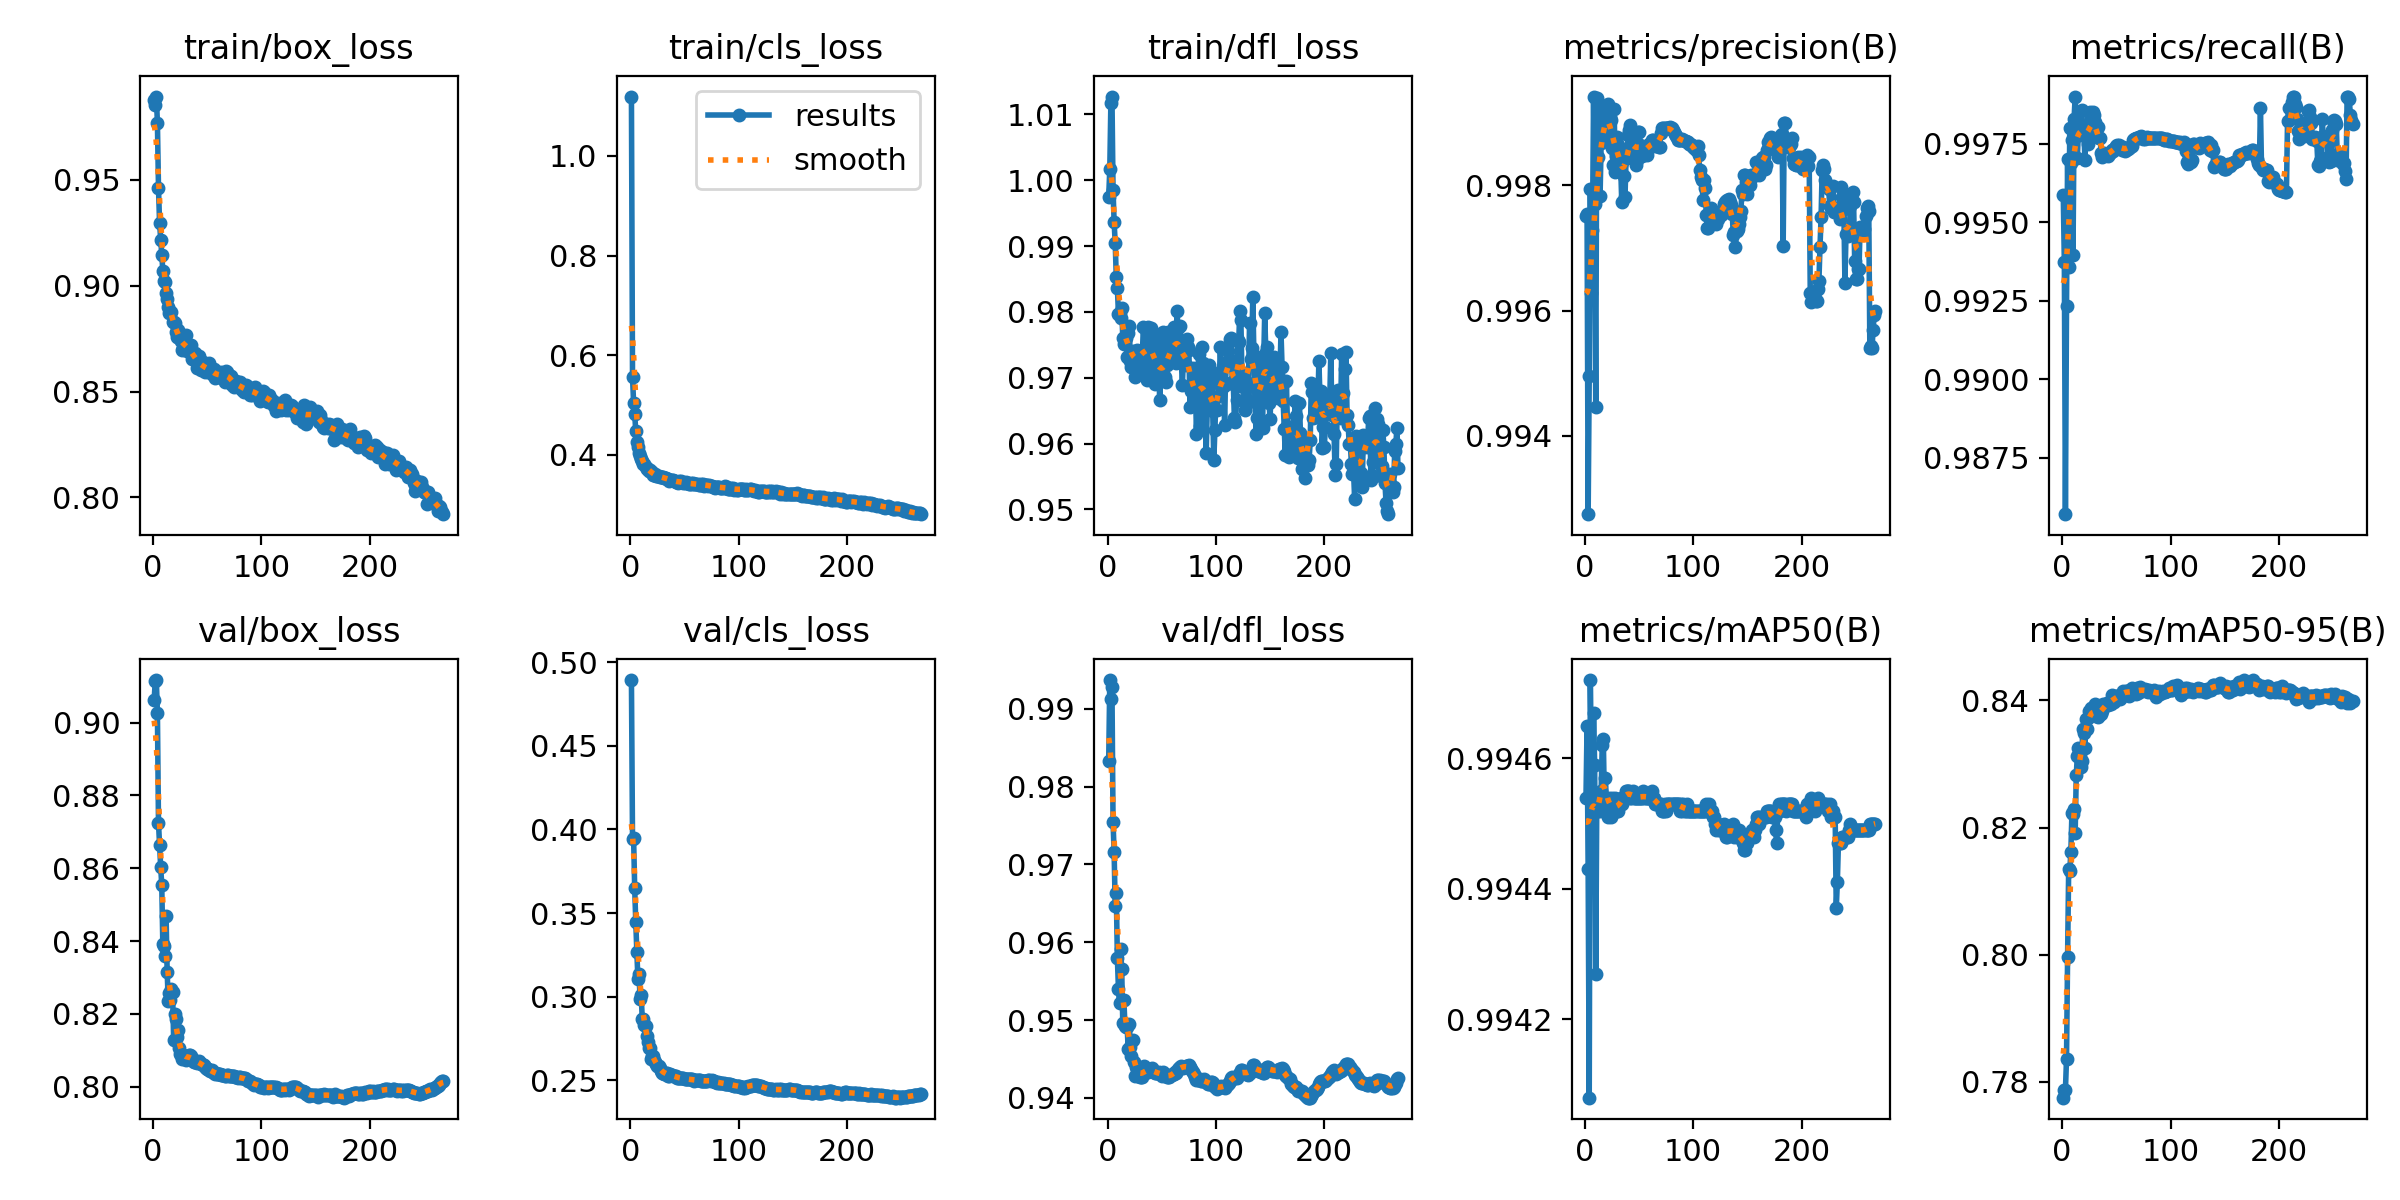 train/box_loss
0.95
0.90
0.85
0.80
0 100 200
train/cls_loss
results
smooth
1.0
0.8
0.6
0.4
0 100 200
train/dfl_loss
1.01
1.00
0.99
0.98
0.97
0.96
0.95
0 100 200
metrics/precision(B)
0.998
0.996
0.994
0 100 200
metrics/recall(B)
0.9975
0.9950
0.9925
0.9900
0.9875
0 100 200
val/box_loss
0.90
0.88
0.86
0.84
0.82
0.80
0 100 200
val/cls_loss
0.50
0.45
0.40
0.35
0.30
0.25
0 100 200
val/dfl_loss
0.99
0.98
0.97
0.96
0.95
0.94
0 100 200
metrics/mAP50(B)
0.9946
0.9944
0.9942
0 100 200
metrics/mAP50-95(B)
0.84
0.82
0.80
0.78
0 100 200